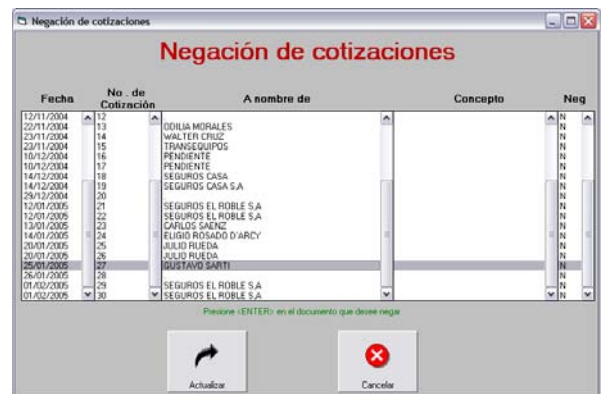 Negación de cotizaciones
Negación de cotizaciones
Fecha No . de Cotización A nombre de Concepto Neg
12/11/2004 12 N
22/11/2004 13 ODILIA MORALES N
23/11/2004 14 WALTER CRUZ N
23/11/2004 15 TRANSEQUIPOS N
10/12/2004 16 PENDIENTE N
10/12/2004 17 PENDIENTE N
14/12/2004 18 SEGUROS CASA N
14/12/2004 19 SEGUROS CASA S,A N
29/12/2004 20 N
12/01/2005 21 SEGUROS EL ROBLE S,A N
12/01/2005 22 SEGUROS EL ROBLE S,A N
13/01/2005 23 CARLOS SAENZ N
14/01/2005 24 ELIGIO ROSADO D'ARCY N
20/01/2005 25 JULIO RUEDA N
20/01/2005 26 JULIO RUEDA N
25/01/2005 27 GUSTAVO SARTI N
26/01/2005 28 N
01/02/2005 29 SEGUROS EL ROBLE S,A N
01/02/2005 30 SEGUROS EL ROBLE S,A N
Presione <ENTER> en el documento que desee negar
Actualizar Cancelar